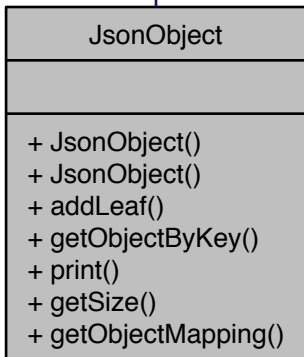 JsonObject
+ JsonObject()
+ JsonObject()
+ addLeaf()
+ getObjectByKey()
+ print()
+ getSize()
+ getObjectMapping()